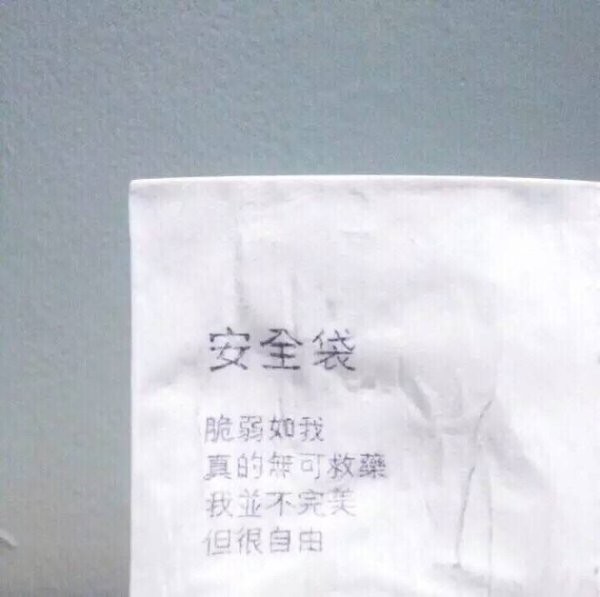 安全袋
脆弱如我
真的無可救藥
我並不完美
但很自由